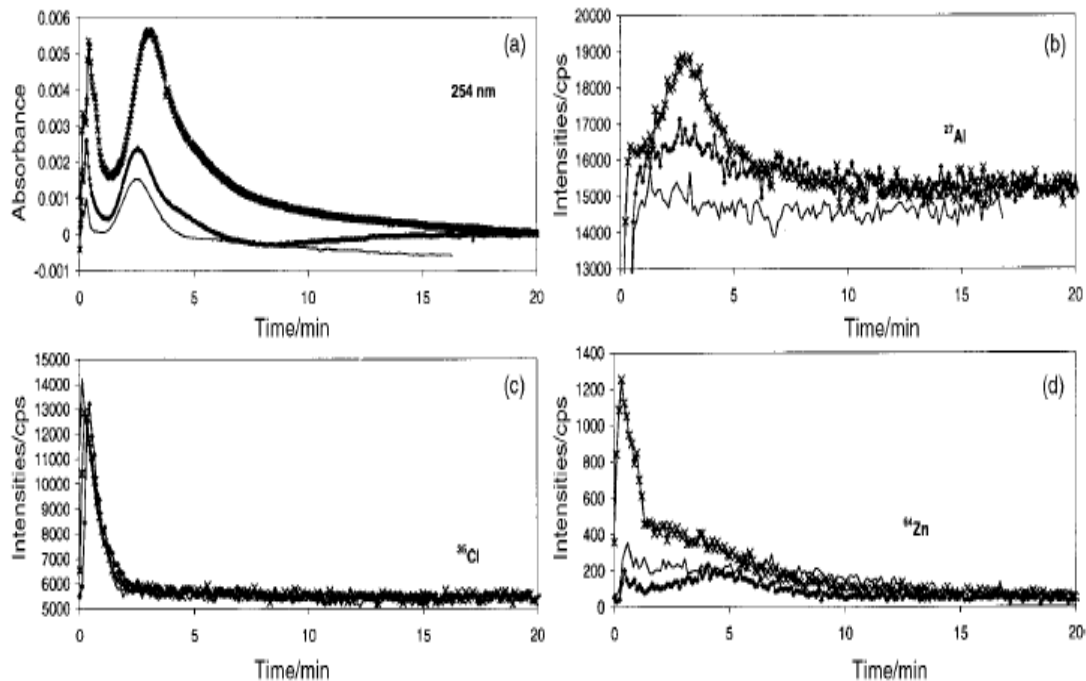 0.006
0.005
0.004
0.003
0.002
0.001
0
-0.001
Absorbance
(a)
254 nm
0 5 10 15 20
Time/min
20000
19000
18000
17000
16000
15000
14000
13000
Intensities/cps
(b)
²⁷Al
0 5 10 15 20
Time/min
15000
14000
13000
12000
11000
10000
9000
8000
7000
6000
5000
Intensities/cps
(c)
³⁶Cl
0 5 10 15 20
Time/min
1400
1200
1000
800
600
400
200
0
Intensities/cps
(d)
⁶⁴Zn
0 5 10 15 20
Time/min